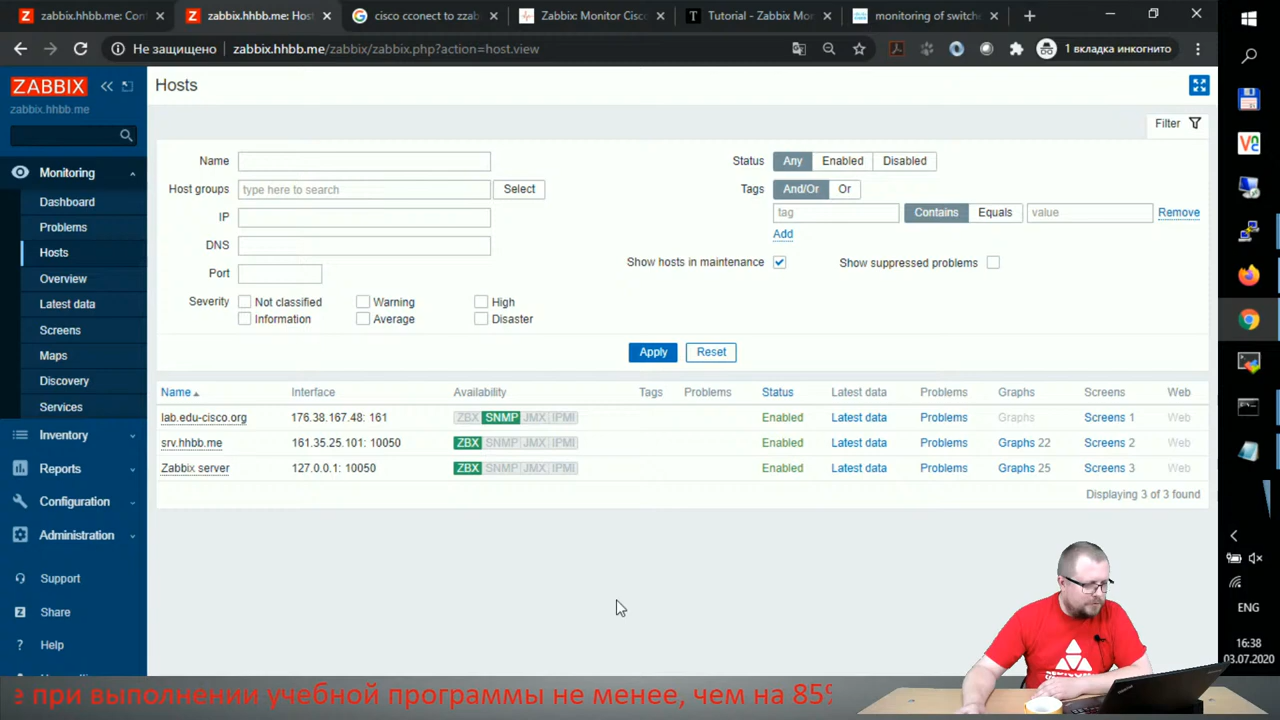 zabbix.hhbb.me: Con
zabbix.hhbb.me: Hos
cisco cconect to zzab
Zabbix: Monitor Cisc
Tutorial - Zabbix Mo
monitoring of switch
Не защищено
zabbix.hhbb.me/zabbix/zabbix.php?action=host.view
1 вкладка инкогнито
ZABBIX
zabbix.hhbb.me
Hosts
Filter
Monitoring
Dashboard
Problems
Hosts
Overview
Latest data
Screens
Maps
Discovery
Services
Inventory
Reports
Configuration
Administration
Support
Share
Help
Name
Host groups type here to search Select
IP
DNS
Port
Severity Not classified Warning High
Information Average Disaster
Status Any Enabled Disabled
Tags And/Or Or
tag Contains Equals value Remove
Add
Show hosts in maintenance Show suppressed problems
Apply Reset
Name Interface Availability Tags Problems Status Latest data Problems Graphs Screens Web
lab.edu-cisco.org 176.38.167.48: 161 ZBX SNMP JMX IPMI Enabled Latest data Problems Graphs Screens 1 Web
srv.hhbb.me 161.35.25.101: 10050 ZBX SNMP JMX IPMI Enabled Latest data Problems Graphs 22 Screens 2 Web
Zabbix server 127.0.0.1: 10050 ZBX SNMP JMX IPMI Enabled Latest data Problems Graphs 25 Screens 3 Web
Displaying 3 of 3 found
ENG
16:38
03.07.2020
е при выполнении учебной программы не менее, чем на 85%